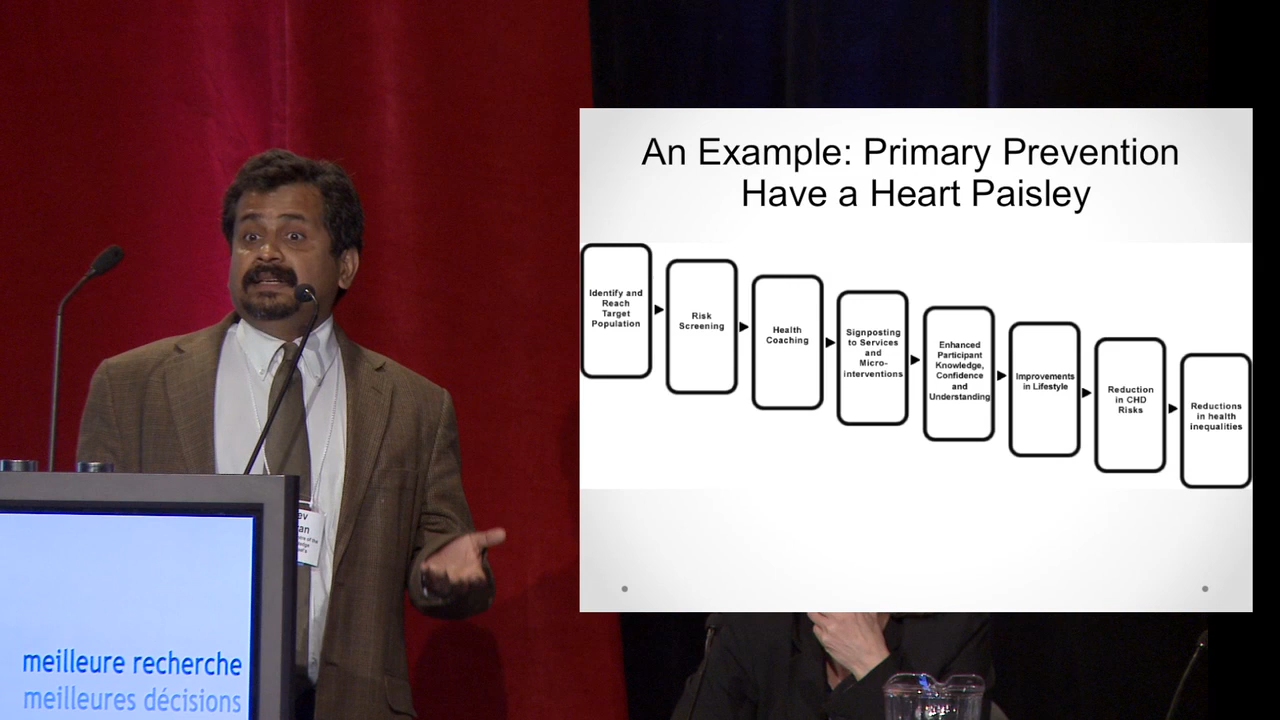 An Example: Primary Prevention
Have a Heart Paisley
Identify and
Reach
Target
Population
Risk
Screening
Health
Coaching
Signposting
to Services
and
Micro-
interventions
Enhanced
Participant
Knowledge,
Confidence
and
Understanding
Improvements
in Lifestyle
Reduction
in CHD
Risks
Reductions
in health
inequalities
meilleure recherche
meilleures décisions